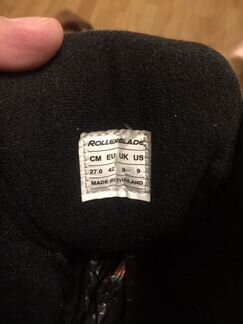 ROLLERBLADE
CM EU UK US
27.0 42 8 9
MADE IN THAILAND